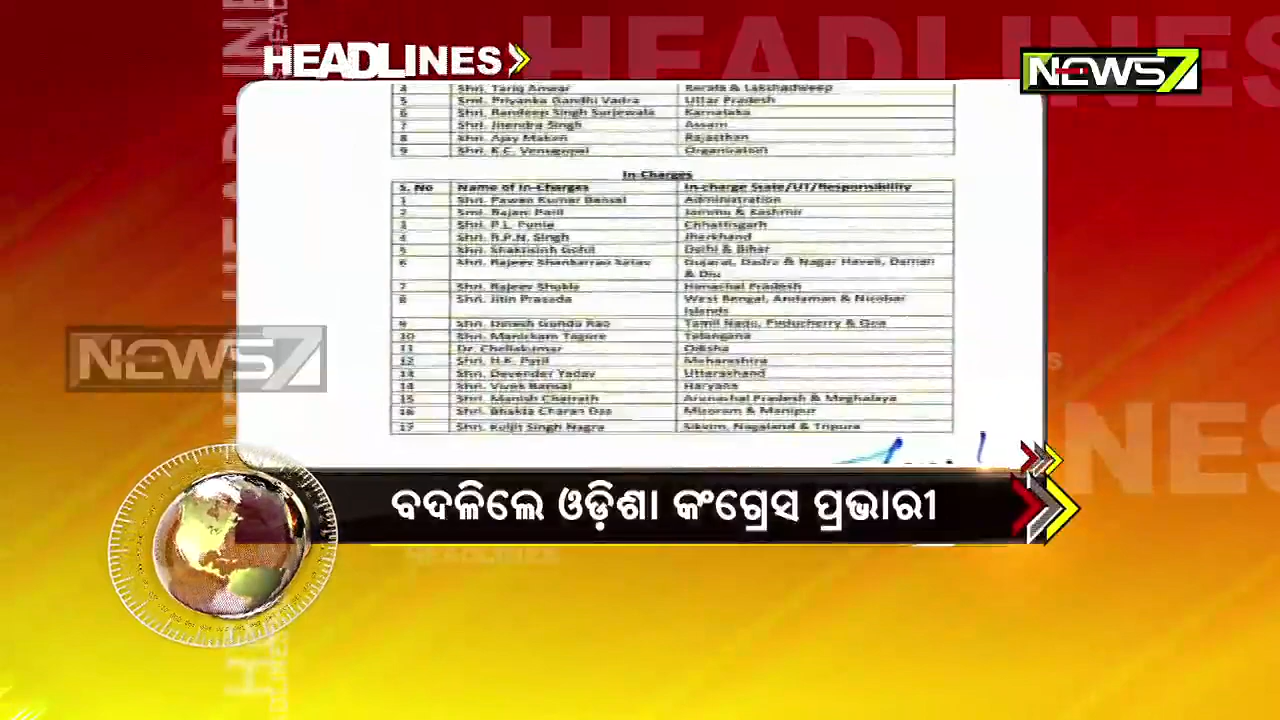 HEADLINES
NEWS7
4 Shri. Tariq Anwar Kerala & Lakshadweep
5 Smt. Priyanka Gandhi Vadra Uttar Pradesh
6 Shri. Randeep Singh Surjewala Karnataka
7 Shri. Jitendra Singh Assam
8 Shri. Ajay Maken Rajasthan
9 Shri. K.C. Venugopal Organisation
In-Charges
S. No Name of In-Charges In-charge State/UT/Responsibility
1 Shri. Pawan Kumar Bansal Administration
2 Smt. Rajani Patil Jammu & Kashmir
3 Shri. P.L. Punia Chhattisgarh
4 Shri. R.P.N. Singh Jharkhand
5 Shri. Shaktisinh Gohil Delhi & Bihar
6 Shri. Rajeev Shankarrao Satav Gujarat, Dadra & Nagar Haveli, Daman
& Diu
7 Shri. Rajeev Shukla Himachal Pradesh
8 Shri. Jitin Prasada West Bengal, Andaman & Nicobar
Islands
9 Shri. Dinesh Gundu Rao Tamil Nadu, Puducherry & Goa
10 Shri. Manickam Tagore Telangana
11 Dr. Chellakumar Odisha
12 Shri. H.K. Patil Maharashtra
13 Shri. Devender Yadav Uttarakhand
14 Shri. Vivek Bansal Haryana
15 Shri. Manish Chatrath Arunachal Pradesh & Meghalaya
16 Shri. Bhakta Charan Das Mizoram & Manipur
17 Shri. Kuljit Singh Nagra Sikkim, Nagaland & Tripura
NEWS7
ବଦଳିଲେ ଓଡ଼ିଶା କଂଗ୍ରେସ ପ୍ରଭାରୀ